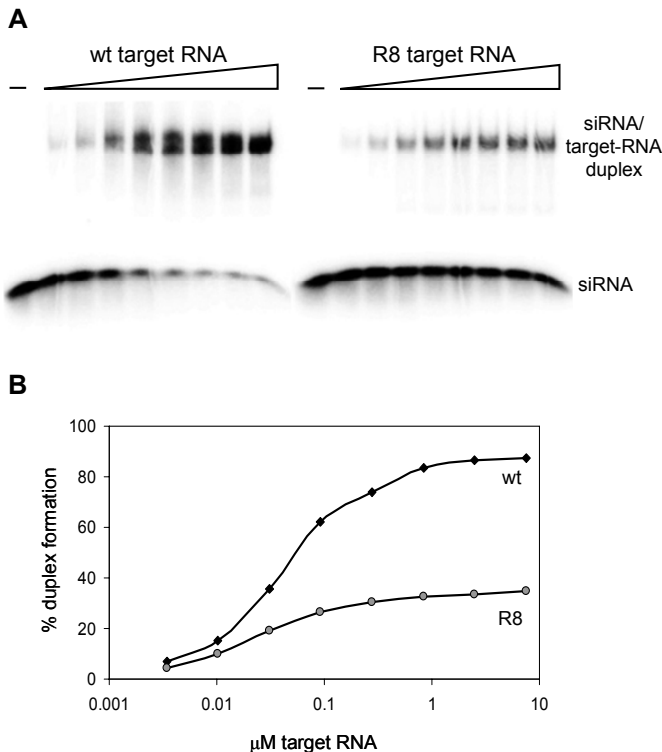 A
wt target RNA
R8 target RNA
–
–
siRNA/
target-RNA
duplex
siRNA
B
100
80
60
40
20
0
% duplex formation
wt
R8
0.001
0.01
0.1
1
10
μM target RNA